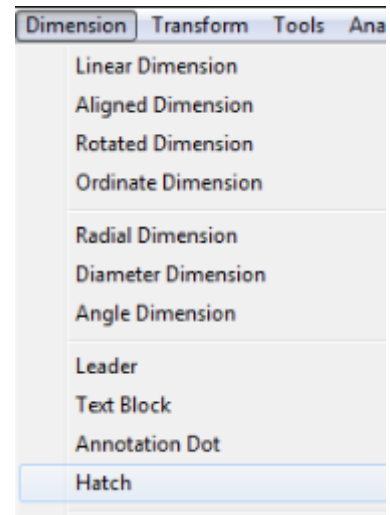 Dimension Transform Tools Ana
Linear Dimension
Aligned Dimension
Rotated Dimension
Ordinate Dimension
Radial Dimension
Diameter Dimension
Angle Dimension
Leader
Text Block
Annotation Dot
Hatch